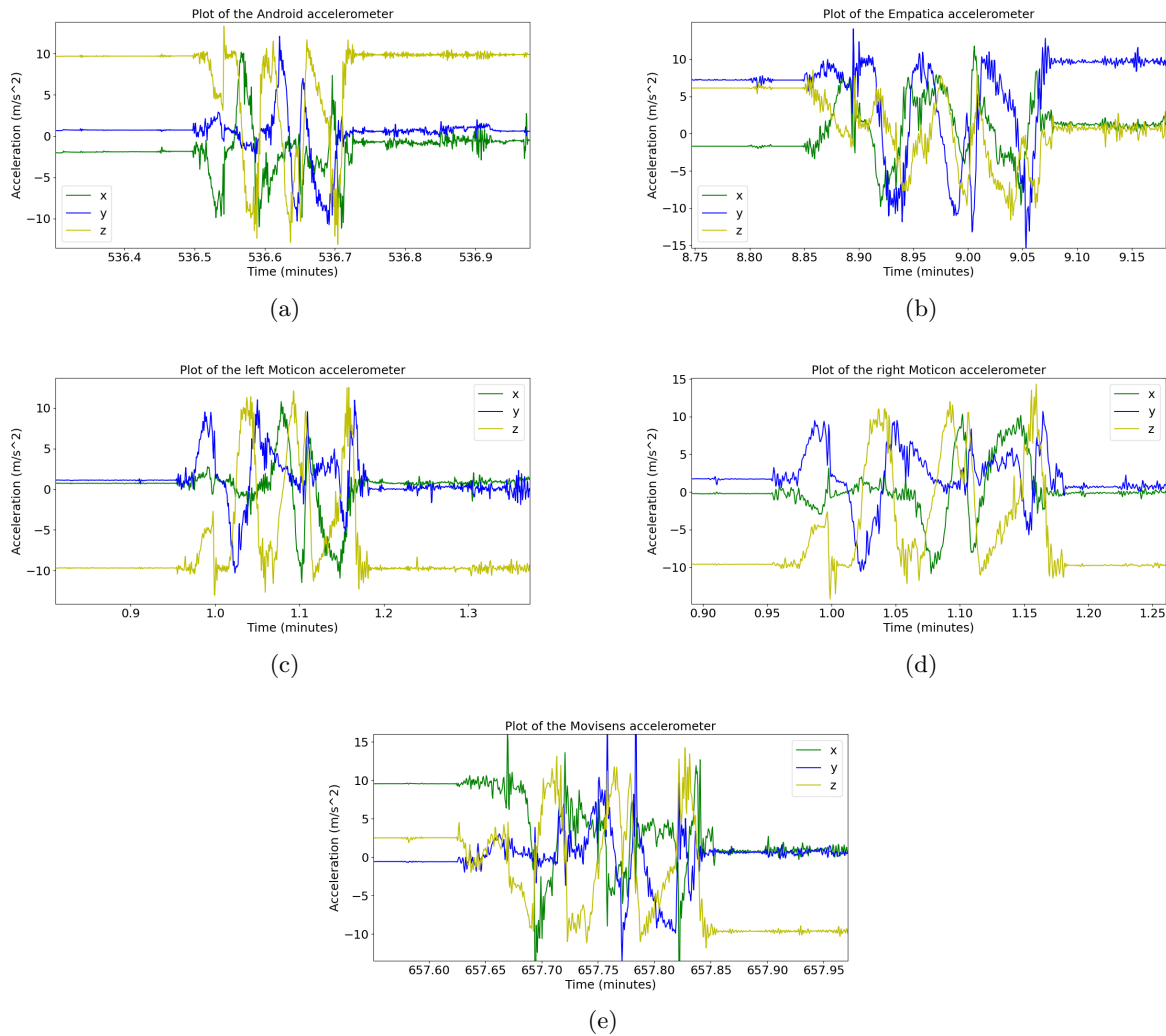 Plot of the Android accelerometer
Acceleration (m/s^2)
10
5
0
−5
−10
x
y
z
536.4 536.5 536.6 536.7 536.8 536.9
Time (minutes)
(a)
Plot of the Empatica accelerometer
Acceleration (m/s^2)
15
10
5
0
−5
−10
−15
x
y
z
8.75 8.80 8.85 8.90 8.95 9.00 9.05 9.10 9.15
Time (minutes)
(b)
Plot of the left Moticon accelerometer
Acceleration (m/s^2)
10
5
0
−5
−10
x
y
z
0.9 1.0 1.1 1.2 1.3
Time (minutes)
(c)
Plot of the right Moticon accelerometer
Acceleration (m/s^2)
15
10
5
0
−5
−10
x
y
z
0.90 0.95 1.00 1.05 1.10 1.15 1.20 1.25
Time (minutes)
(d)
Plot of the Movisens accelerometer
Acceleration (m/s^2)
15
10
5
0
−5
−10
x
y
z
657.60 657.65 657.70 657.75 657.80 657.85 657.90 657.95
Time (minutes)
(e)